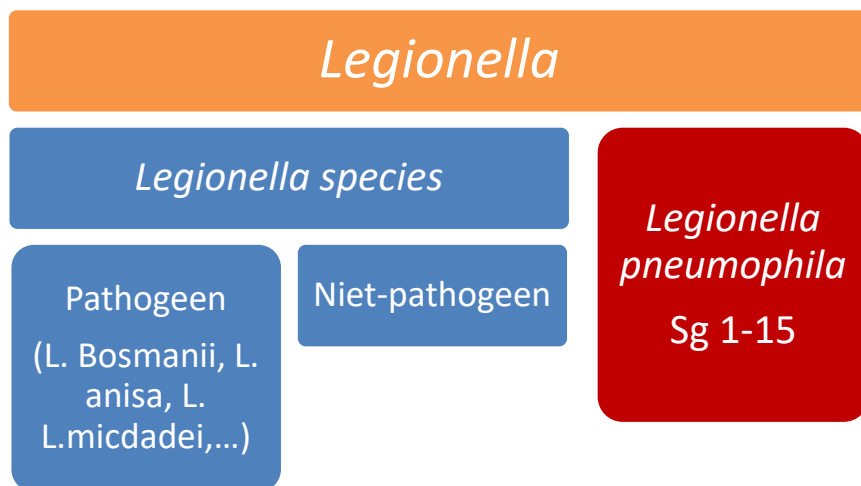 Legionella
Legionella species
Pathogeen
(L. Bosmanii, L.
anisa, L.
L.micdadei,...)
Niet-pathogeen
Legionella
pneumophila
Sg 1-15